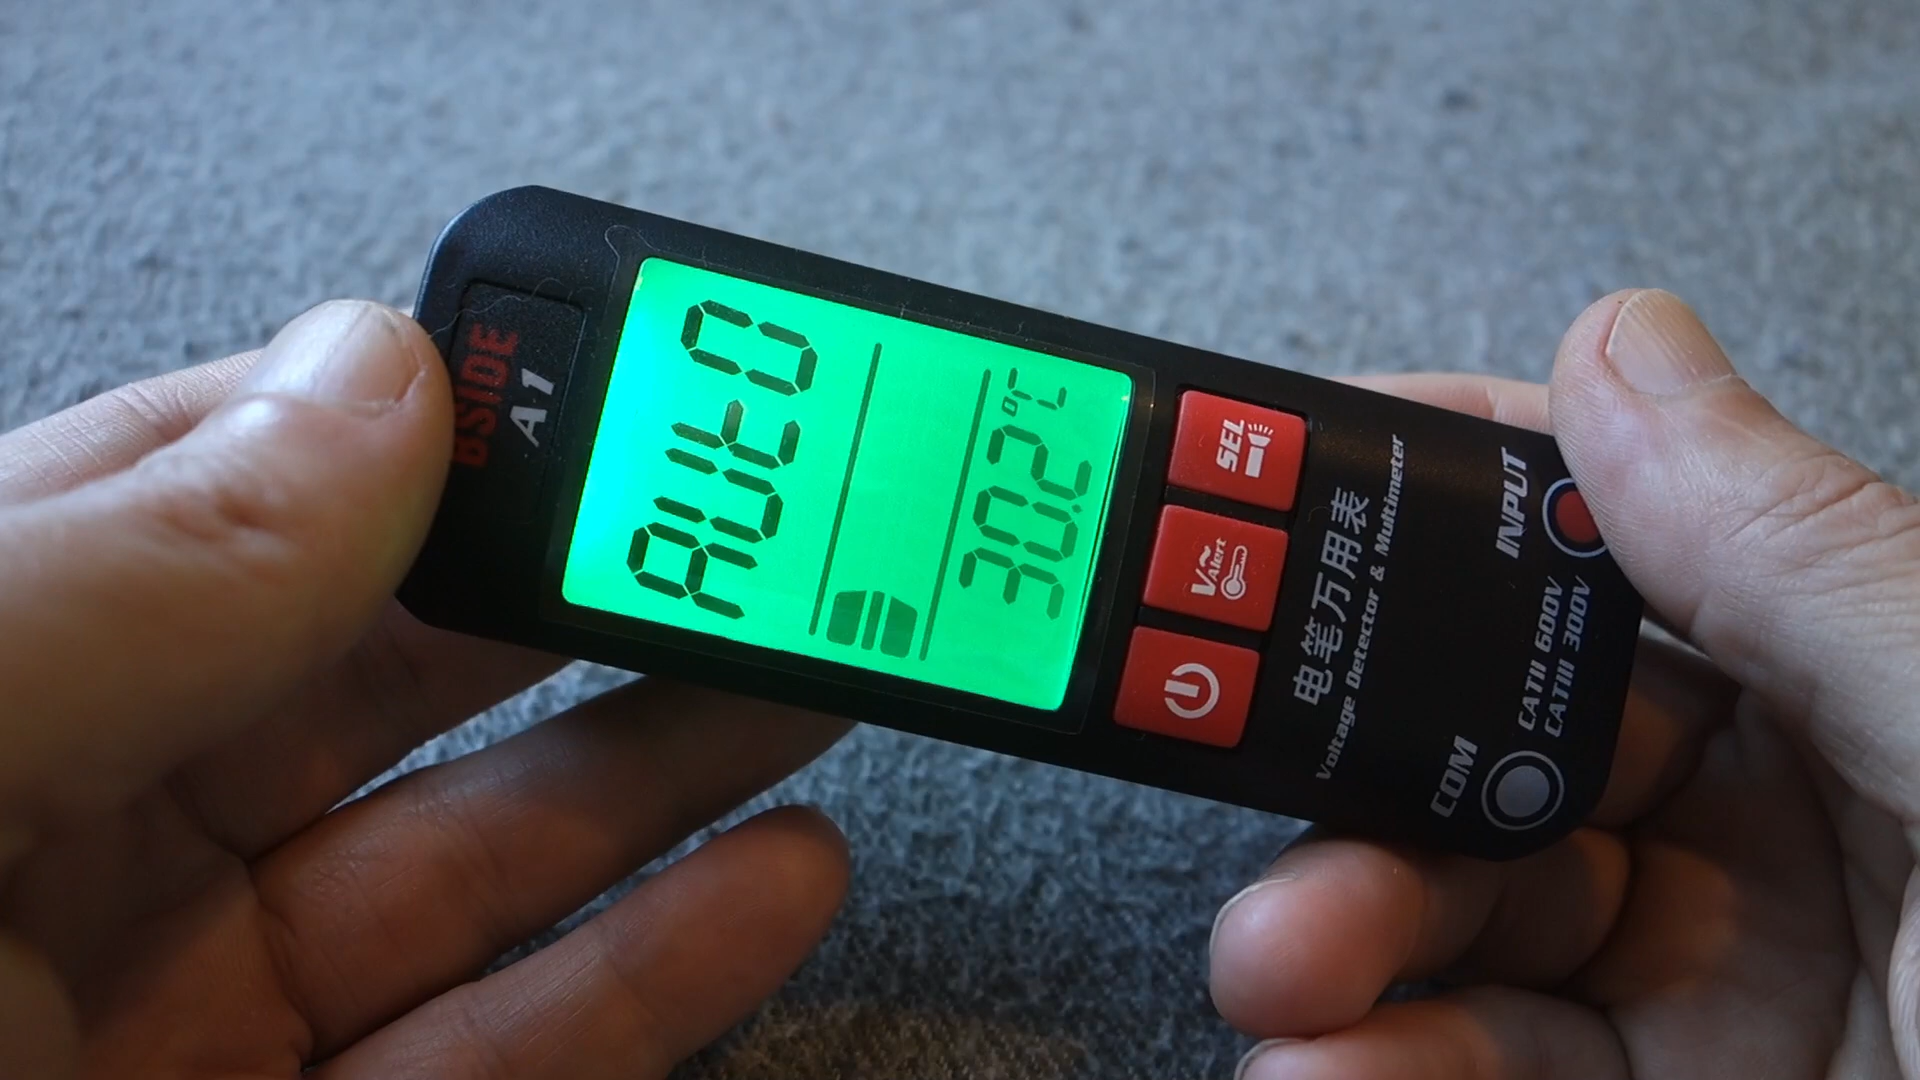 BSIDE
A1
AUtO
30.2°C
SEL
V~Alert
电笔万用表
Voltage Detector & Multimeter
INPUT
CATII 600V
CATIII 300V
COM